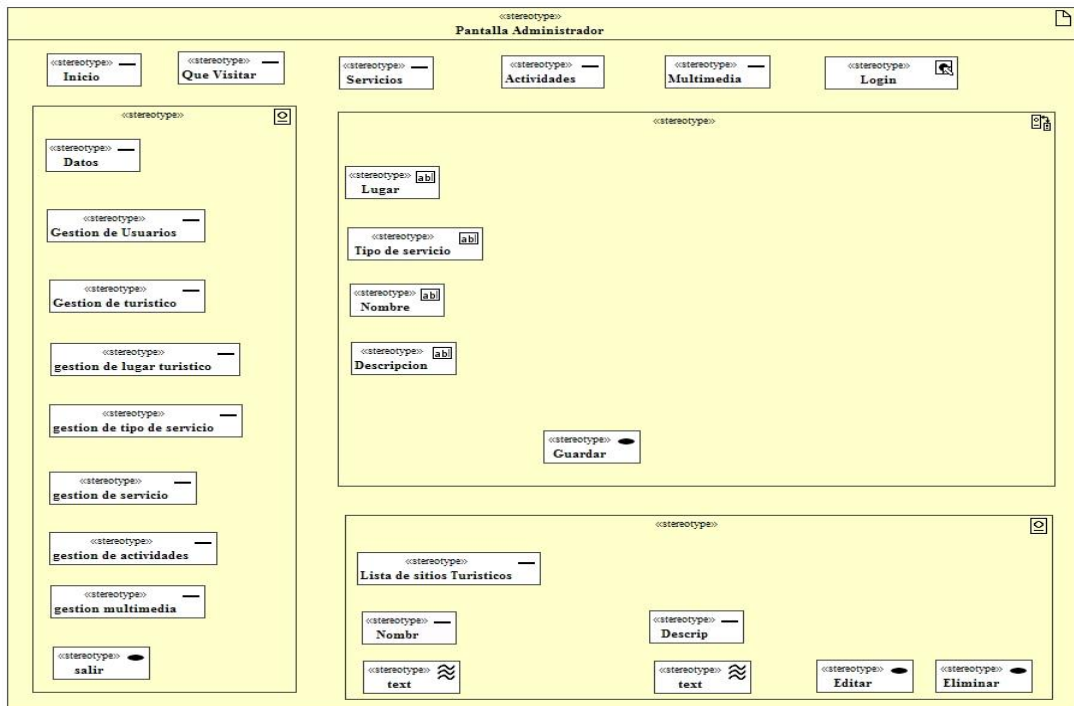 «stereotype»
Pantalla Administrador
«stereotype»
Inicio
«stereotype»
Que Visitar
«stereotype»
Servicios
«stereotype»
Actividades
«stereotype»
Multimedia
«stereotype»
Login
«stereotype»
«stereotype»
Datos
«stereotype»
Gestion de Usuarios
«stereotype»
Gestion de turistico
«stereotype»
gestion de lugar turistico
«stereotype»
gestion de tipo de servicio
«stereotype»
gestion de servicio
«stereotype»
gestion de actividades
«stereotype»
gestion multimedia
«stereotype»
salir
«stereotype»
«stereotype» abl
Lugar
«stereotype» abl
Tipo de servicio
«stereotype» abl
Nombre
«stereotype» abl
Descripcion
«stereotype»
Guardar
«stereotype»
«stereotype»
Lista de sitios Turisticos
«stereotype»
Nombr
«stereotype»
Descrip
«stereotype»
text
«stereotype»
text
«stereotype»
Editar
«stereotype»
Eliminar